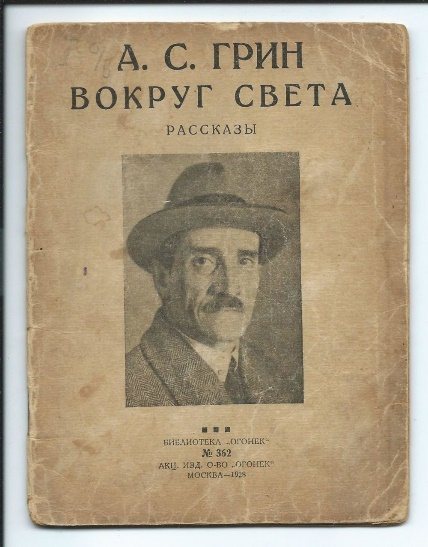 А. С. ГРИН
ВОКРУГ СВЕТА
РАССКАЗЫ
БИБЛИОТЕКА „ОГОНЕК"
№ 362
АКЦ. ИЗД. О-ВО „ОГОНЕК"
МОСКВА—1928